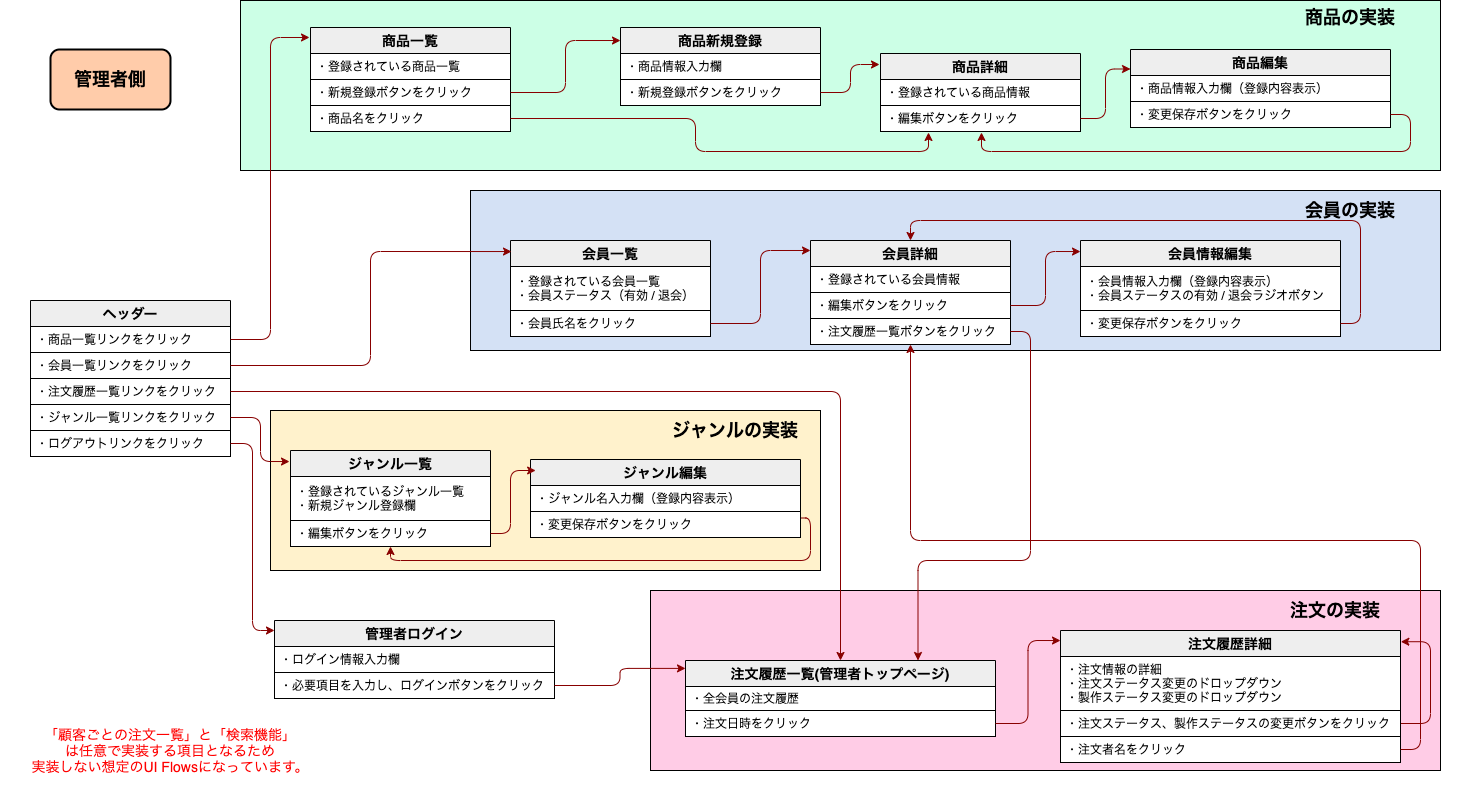 管理者側
商品の実装
商品一覧
・登録されている商品一覧
・新規登録ボタンをクリック
・商品名をクリック
商品新規登録
・商品情報入力欄
・新規登録ボタンをクリック
商品詳細
・登録されている商品情報
・編集ボタンをクリック
商品編集
・商品情報入力欄（登録内容表示）
・変更保存ボタンをクリック
会員の実装
会員一覧
・登録されている会員一覧
・会員ステータス（有効 / 退会）
・会員氏名をクリック
会員詳細
・登録されている会員情報
・編集ボタンをクリック
・注文履歴一覧ボタンをクリック
会員情報編集
・会員情報入力欄（登録内容表示）
・会員ステータスの有効 / 退会ラジオボタン
・変更保存ボタンをクリック
ヘッダー
・商品一覧リンクをクリック
・会員一覧リンクをクリック
・注文履歴一覧リンクをクリック
・ジャンル一覧リンクをクリック
・ログアウトリンクをクリック
ジャンルの実装
ジャンル一覧
・登録されているジャンル一覧
・新規ジャンル登録欄
・編集ボタンをクリック
ジャンル編集
・ジャンル名入力欄（登録内容表示）
・変更保存ボタンをクリック
管理者ログイン
・ログイン情報入力欄
・必要項目を入力し、ログインボタンをクリック
注文の実装
注文履歴一覧(管理者トップページ)
・全会員の注文履歴
・注文日時をクリック
注文履歴詳細
・注文情報の詳細
・注文ステータス変更のドロップダウン
・製作ステータス変更のドロップダウン
・注文ステータス、製作ステータスの変更ボタンをクリック
・注文者名をクリック
「顧客ごとの注文一覧」と「検索機能」
は任意で実装する項目となるため
実装しない想定のUI Flowsになっています。